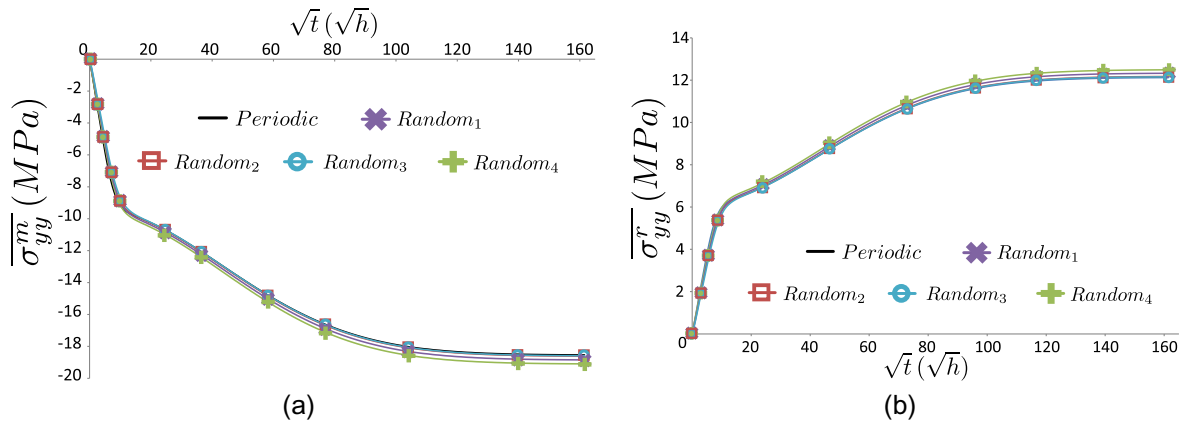 √t (√h)
0 20 40 60 80 100 120 140 160
-2
-4
-6
-8
-10
-12
-14
-16
-18
-20
σ^m_yy (MPa)
Periodic Random₁
Random₂ Random₃ Random₄
(a)
14
12
10
8
6
4
2
0
σ^r_yy (MPa)
Periodic Random₁
Random₂ Random₃ Random₄
0 20 40 60 80 100 120 140 160
√t (√h)
(b)